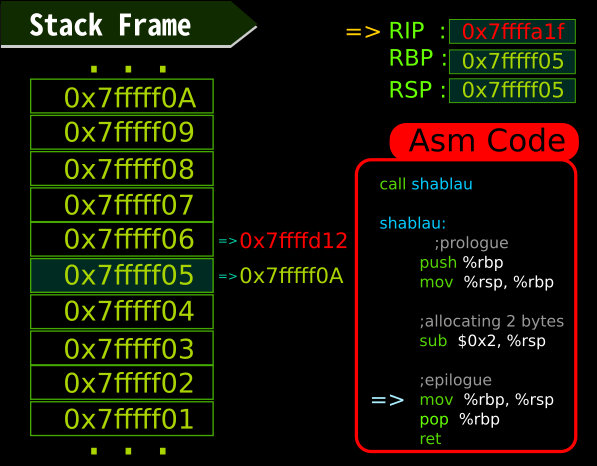 Stack Frame
=> RIP : 0x7ffffa1f
RBP : 0x7fffff05
RSP : 0x7fffff05
. . .
0x7fffff0A
0x7fffff09
0x7fffff08
0x7fffff07
0x7fffff06 =>0x7ffffd12
0x7fffff05 =>0x7fffff0A
0x7fffff04
0x7fffff03
0x7fffff02
0x7fffff01
. . .
Asm Code
call shablau
shablau:
;prologue
push %rbp
mov %rsp, %rbp
;allocating 2 bytes
sub $0x2, %rsp
;epilogue
=> mov %rbp, %rsp
pop %rbp
ret